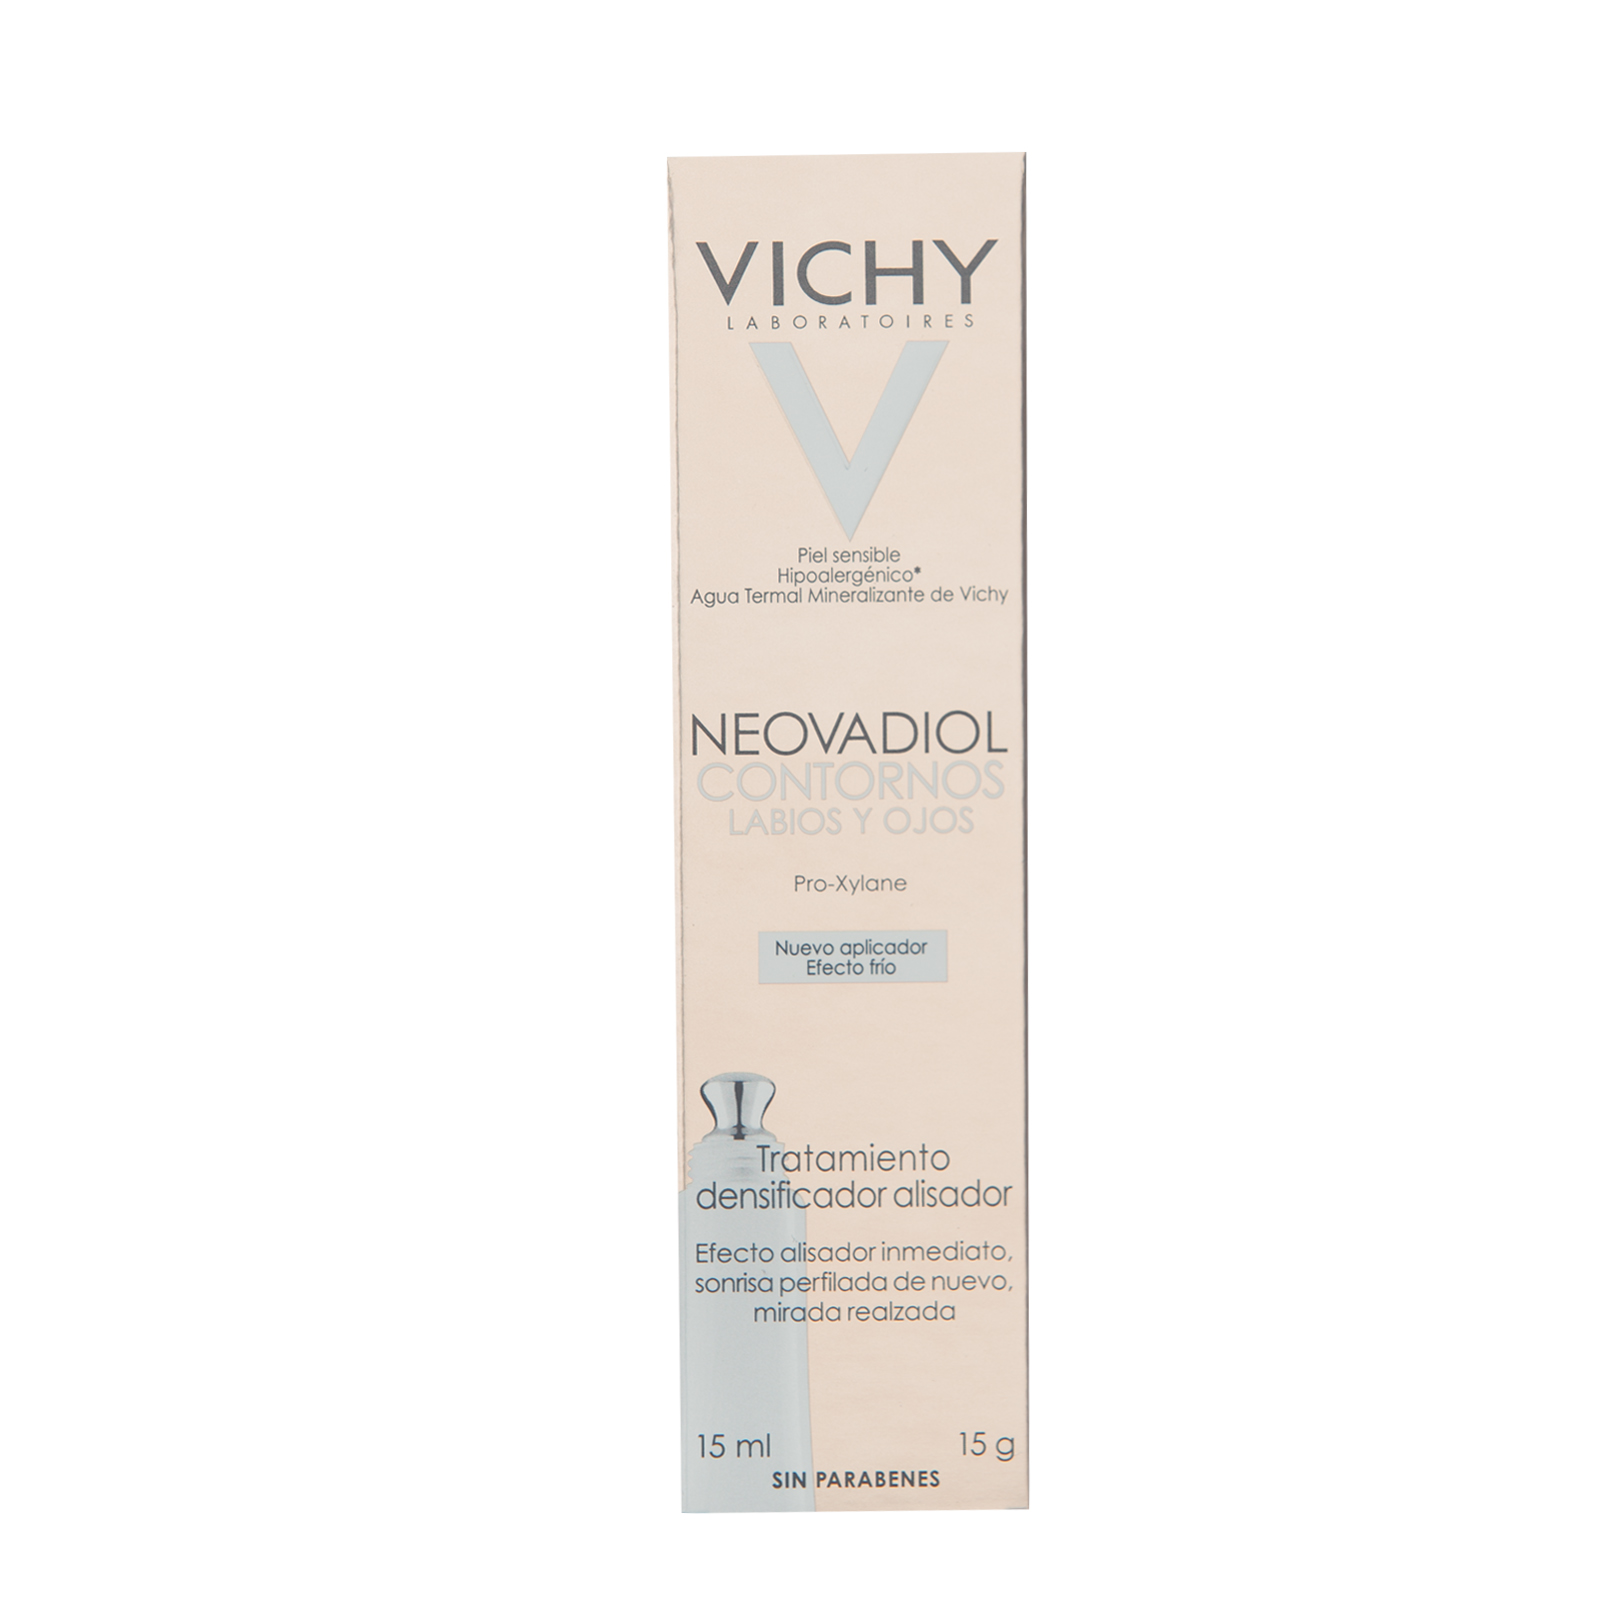 VICHY
LABORATOIRES
V
Piel sensible
Hipoalergénico*
Agua Termal Mineralizante de Vichy
NEOVADIOL
CONTORNOS
LABIOS Y OJOS
Pro-Xylane
Nuevo aplicador
Efecto frío
Tratamiento
densificador alisador
Efecto alisador inmediato,
sonrisa perfilada de nuevo,
mirada realzada
15 ml 15 g
SIN PARABENES